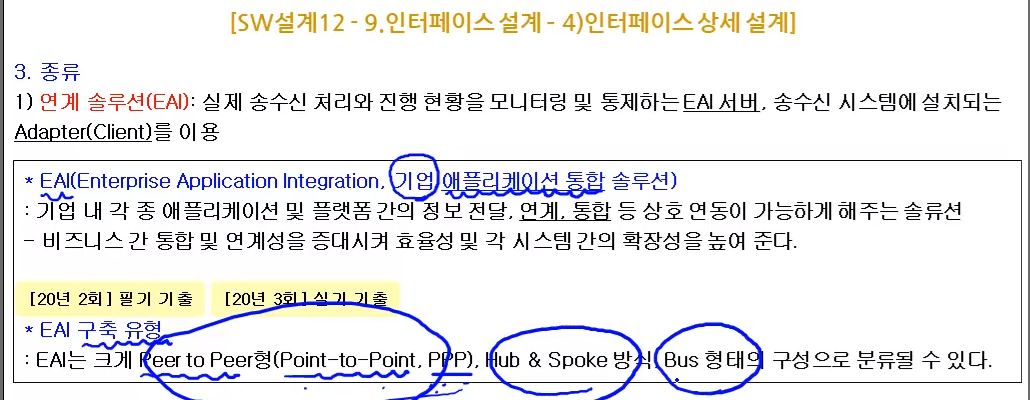 [SW설계12 - 9.인터페이스 설계 - 4)인터페이스 상세 설계]
3. 종류
1) 연계 솔루션(EAI): 실제 송수신 처리와 진행 현황을 모니터링 및 통제하는 EAI 서버, 송수신 시스템에 설치되는
Adapter(Client)를 이용
* EAI(Enterprise Application Integration, 기업 애플리케이션 통합 솔루션)
: 기업 내 각 종 애플리케이션 및 플랫폼 간의 정보 전달, 연계, 통합 등 상호 연동이 가능하게 해주는 솔류션
- 비즈니스 간 통합 및 연계성을 증대시켜 효율성 및 각 시스템 간의 확장성을 높여 준다.
[20년 2회] 필기 기출 [20년 3회] 실기 기출
* EAI 구축 유형
: EAI는 크게 Peer to Peer형(Point-to-Point, PPP), Hub & Spoke 방식, Bus 형태의 구성으로 분류될 수 있다.